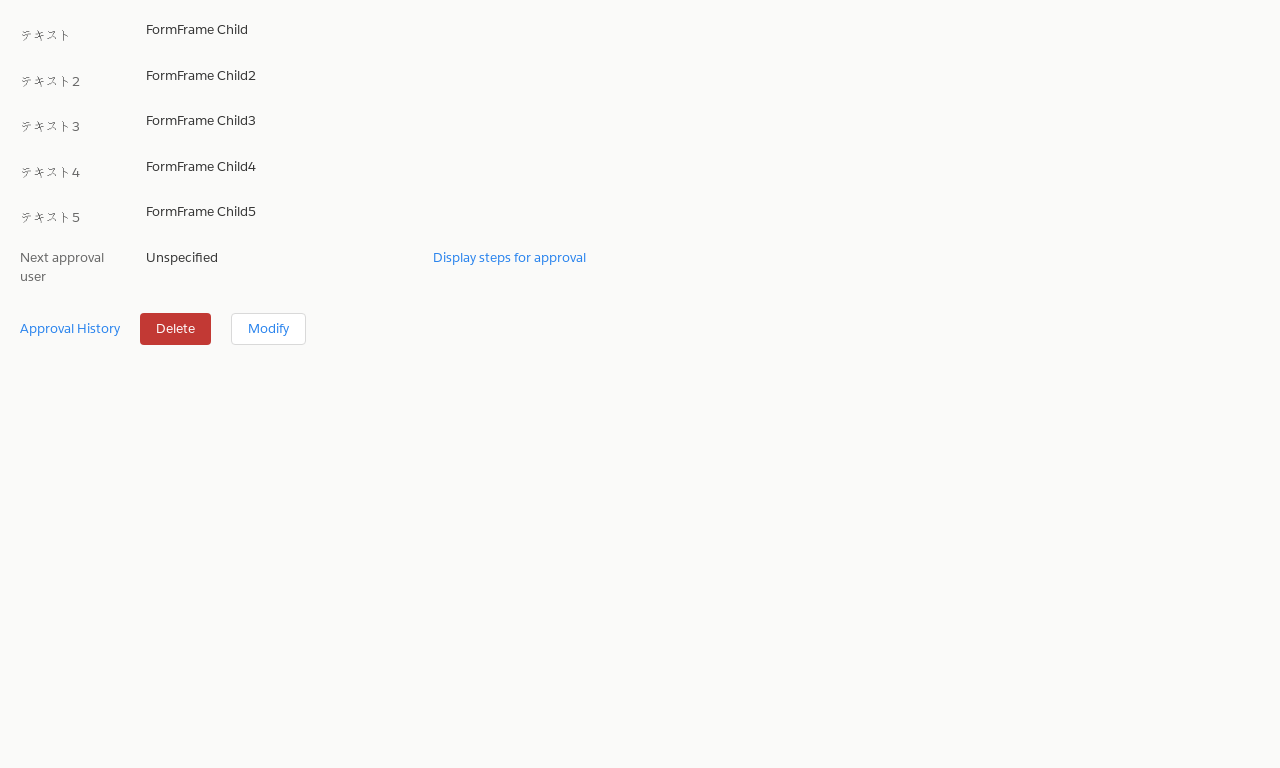 テキスト FormFrame Child
テキスト2 FormFrame Child2
テキスト3 FormFrame Child3
テキスト4 FormFrame Child4
テキスト5 FormFrame Child5
Next approval user Unspecified Display steps for approval
Approval History Delete Modify